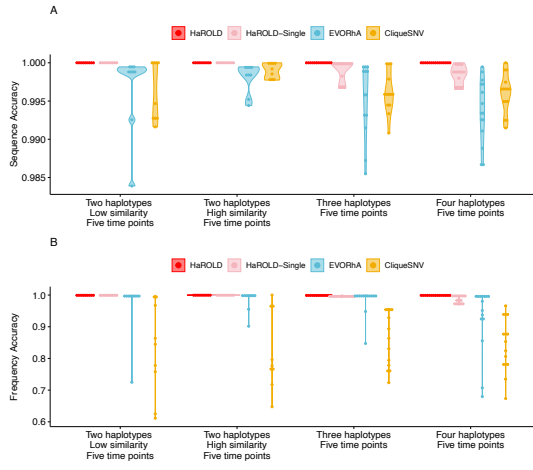 A
HaROLD HaROLD−Single EVORhA CliqueSNV
Sequence Accuracy
1.000
0.995
0.990
0.985
Two haplotypes Two haplotypes Three haplotypes Four haplotypes
Low similarity High similarity Five time points Five time points
Five time points Five time points
B
HaROLD HaROLD−Single EVORhA CliqueSNV
Frequency Accuracy
1.0
0.9
0.8
0.7
0.6
Two haplotypes Two haplotypes Three haplotypes Four haplotypes
Low similarity High similarity Five time points Five time points
Five time points Five time points